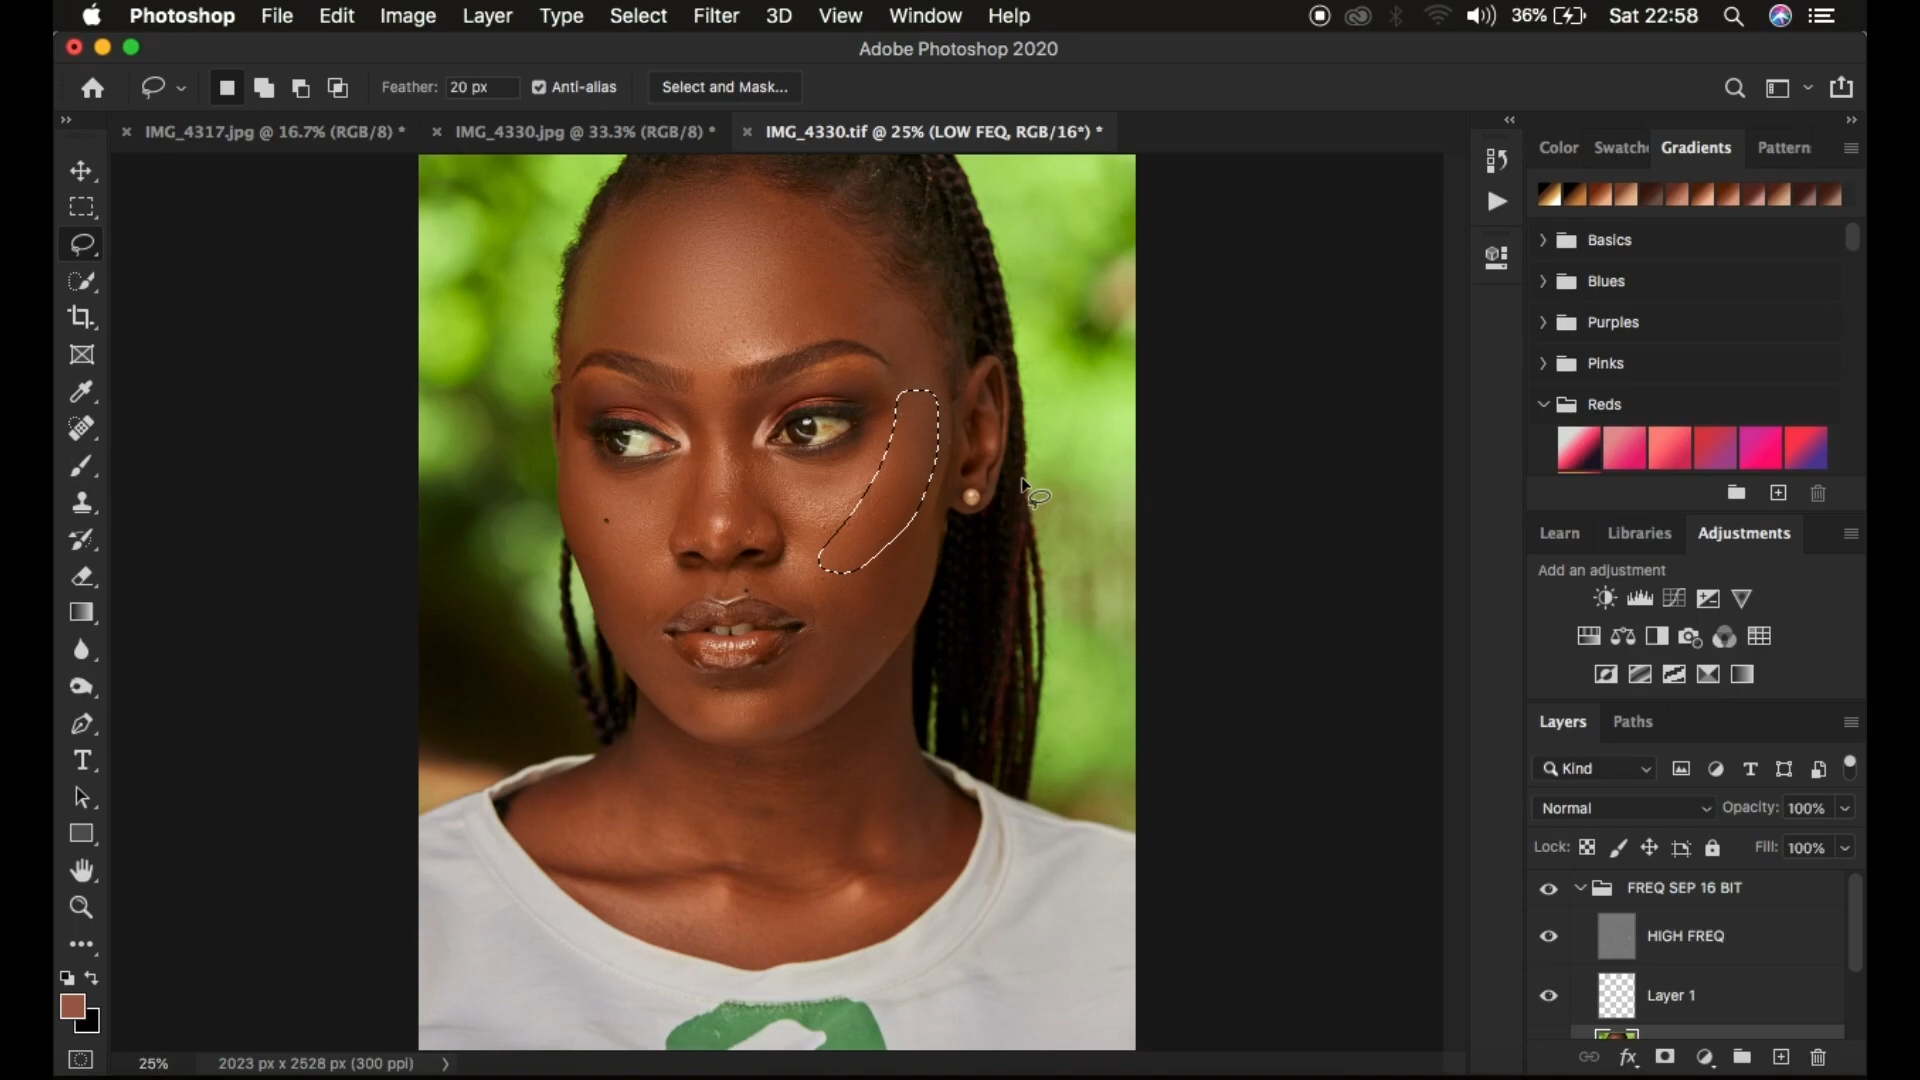 Photoshop File Edit Image Layer Type Select Filter 3D View Window Help 36% Sat 22:58
Adobe Photoshop 2020
Feather: 20 px Anti-alias Select and Mask...
IMG_4317.jpg @ 16.7% (RGB/8) * IMG_4330.jpg @ 33.3% (RGB/8) * IMG_4330.tif @ 25% (LOW FEQ, RGB/16*) *
Color Swatche Gradients Pattern
Basics
Blues
Purples
Pinks
Reds
Learn Libraries Adjustments
Add an adjustment
Layers Paths
Kind
Normal Opacity: 100%
Lock: Fill: 100%
FREQ SEP 16 BIT
HIGH FREQ
Layer 1
25% 2023 px x 2528 px (300 ppi)